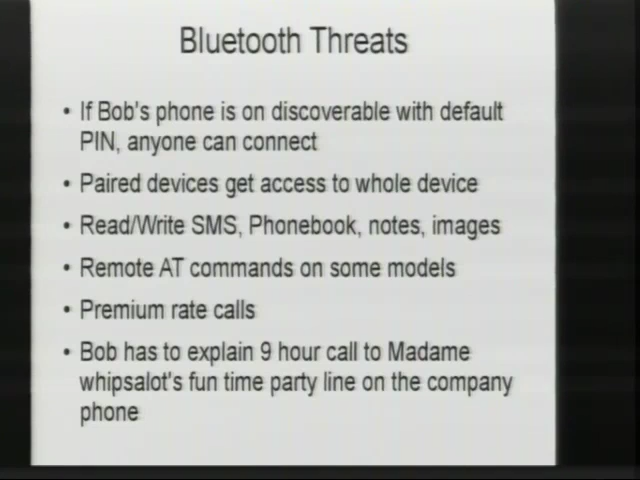 Bluetooth Threats
• If Bob's phone is on discoverable with default
PIN, anyone can connect
• Paired devices get access to whole device
• Read/Write SMS, Phonebook, notes, images
• Remote AT commands on some models
• Premium rate calls
• Bob has to explain 9 hour call to Madame
whipsalot's fun time party line on the company
phone